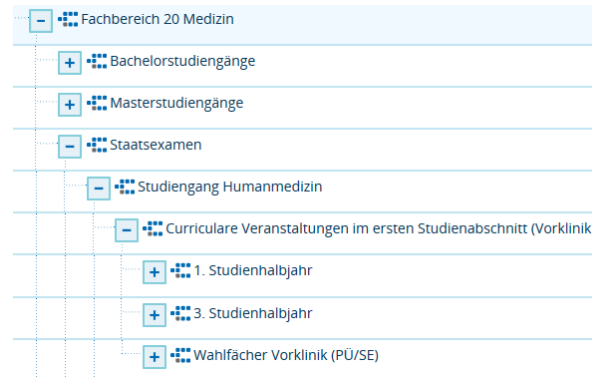 Fachbereich 20 Medizin
Bachelorstudiengänge
Masterstudiengänge
Staatsexamen
Studiengang Humanmedizin
Curriculare Veranstaltungen im ersten Studienabschnitt (Vorklinik
1. Studienhalbjahr
3. Studienhalbjahr
Wahlfächer Vorklinik (PÜ/SE)